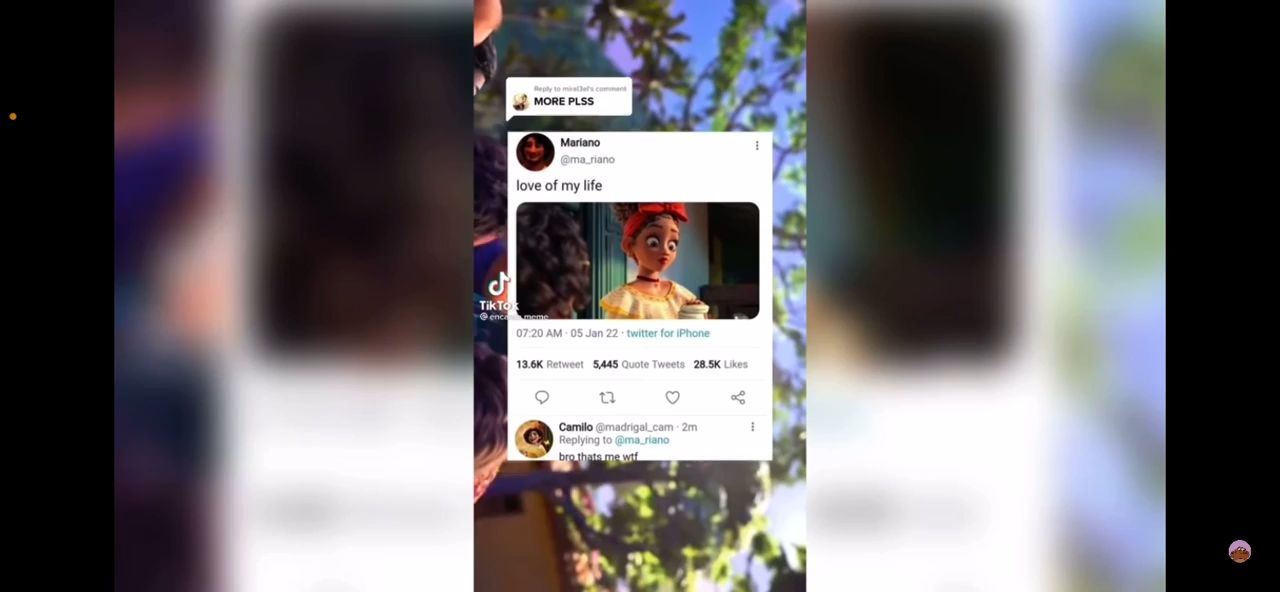 Reply to miral3et's comment
MORE PLSS
Mariano
@ma_riano
love of my life
TikTok
07:20 AM · 05 Jan 22 · twitter for iPhone
13.6K Retweet 5,445 Quote Tweets 28.5K Likes
Camilo @madrigal_cam · 2m
Replying to @ma_riano
bro thats me wtf